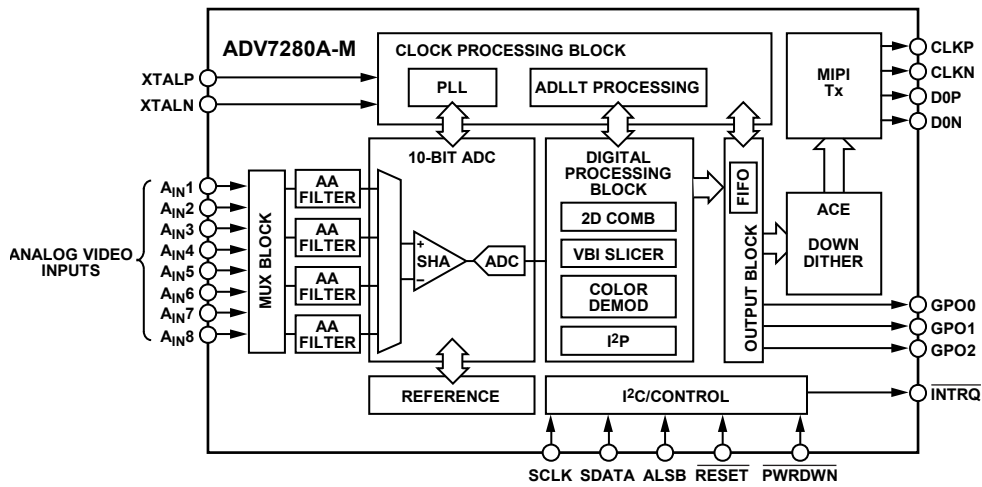 ADV7280A-M
CLOCK PROCESSING BLOCK
PLL
ADLLT PROCESSING
XTALP
XTALN
MIPI
Tx
CLKP
CLKN
D0P
D0N
10-BIT ADC
DIGITAL
PROCESSING
BLOCK
2D COMB
VBI SLICER
COLOR
DEMOD
I²P
FIFO
OUTPUT BLOCK
ACE
DOWN
DITHER
ANALOG VIDEO
INPUTS
AIN1
AIN2
AIN3
AIN4
AIN5
AIN6
AIN7
AIN8
MUX BLOCK
AA
FILTER
AA
FILTER
AA
FILTER
AA
FILTER
+
SHA
−
ADC
GPO0
GPO1
GPO2
REFERENCE
I²C/CONTROL
INTRQ
SCLK
SDATA
ALSB
RESET
PWRDWN